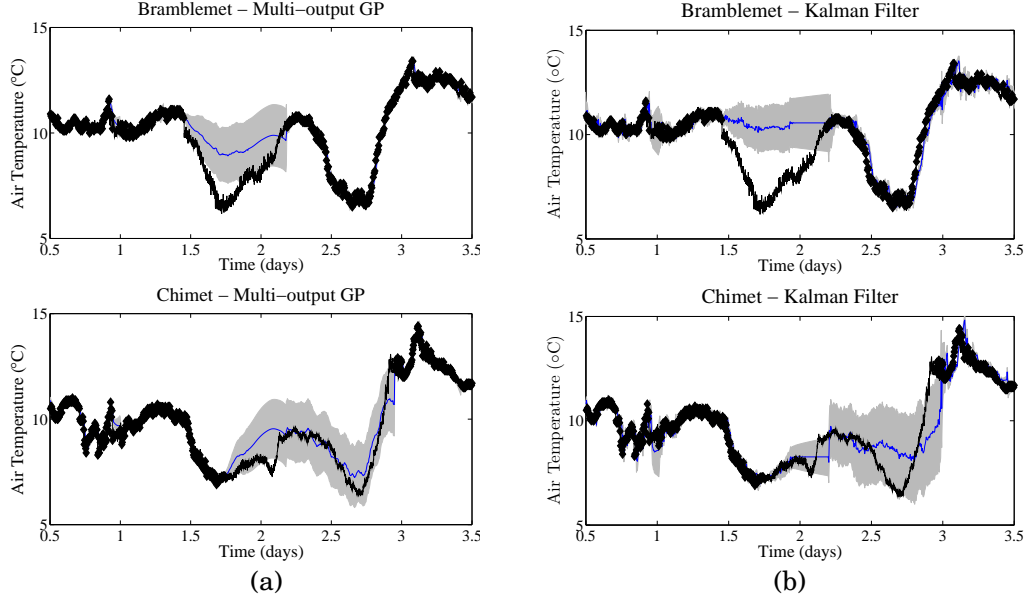 Bramblemet − Multi−output GP
15
10
5
Air Temperature (°C)
0.5 1 1.5 2 2.5 3 3.5
Time (days)
Bramblemet − Kalman Filter
15
10
5
Air Temperature (∘C)
0.5 1 1.5 2 2.5 3 3.5
Time (days)
Chimet − Multi−output GP
15
10
5
Air Temperature (°C)
0.5 1 1.5 2 2.5 3 3.5
Time (days)
Chimet − Kalman Filter
15
10
5
Air Temperature (∘C)
0.5 1 1.5 2 2.5 3 3.5
Time (days)
(a)
(b)